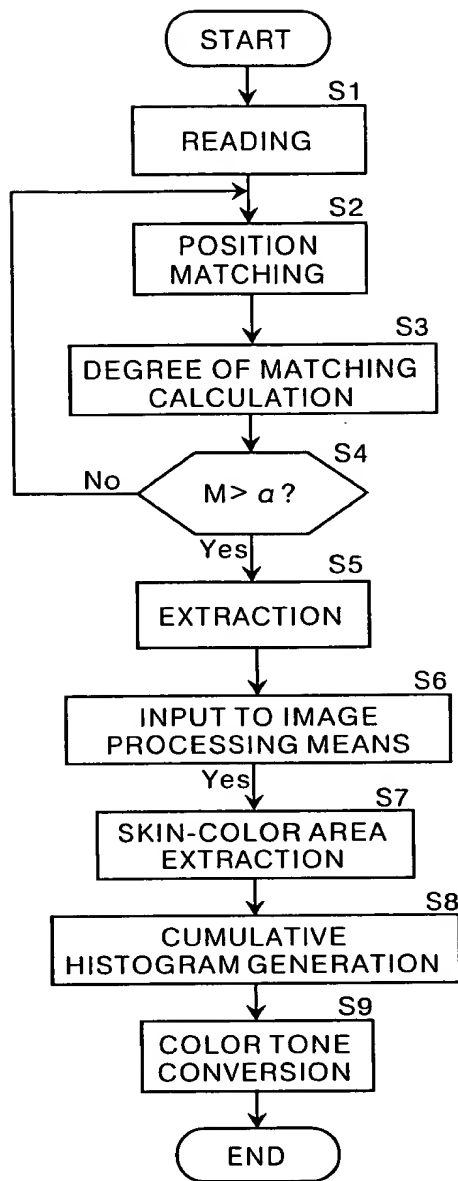 START
S1
READING
S2
POSITION
MATCHING
S3
DEGREE OF MATCHING
CALCULATION
S4
No
M> α ?
Yes
S5
EXTRACTION
S6
INPUT TO IMAGE
PROCESSING MEANS
Yes
S7
SKIN-COLOR AREA
EXTRACTION
S8
CUMULATIVE
HISTOGRAM GENERATION
S9
COLOR TONE
CONVERSION
END